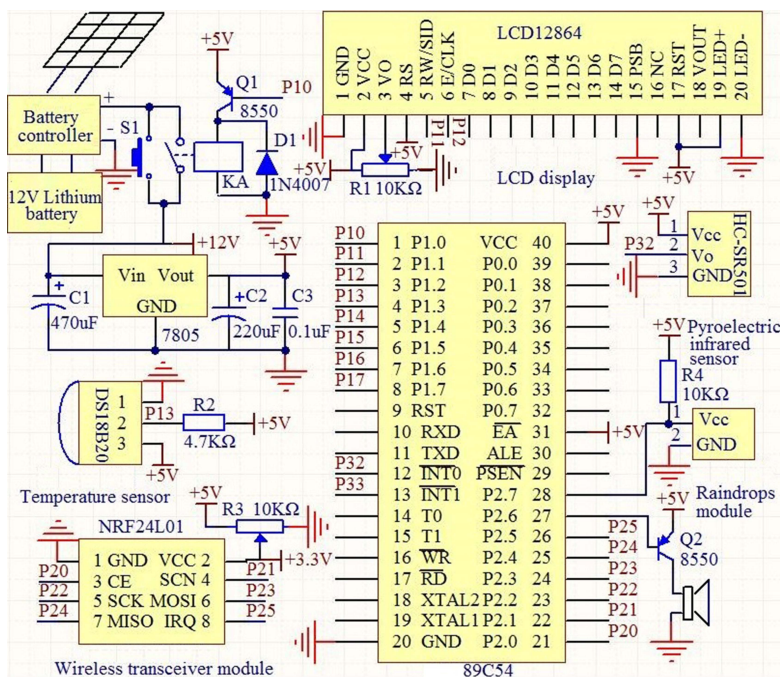 LCD12864
1 GND
2 VCC
3 VO
4 RS
5 RW/SID
6 E/CLK
7 D0
8 D1
9 D2
10 D3
11 D4
12 D5
13 D6
14 D7
15 PSB
16 NC
17 RST
18 VOUT
19 LED+
20 LED-
P11
P12
+5V
+5V
R1 10KΩ
+5V
LCD display
Battery
controller
+
-
12V Lithium
battery
S1
+5V
Q1
P10
8550
KA
D1
1N4007
+12V
+5V
Vin Vout
GND
7805
C1
470uF
C2
220uF
C3
0.1uF
DS18B20
1
2
3
P13
R2
4.7KΩ
+5V
+5V
Temperature sensor
NRF24L01
+5V
R3 10KΩ
+3.3V
1 GND VCC 2
3 CE SCN 4
5 SCK MOSI 6
7 MISO IRQ 8
P20
P22
P24
P21
P23
P25
Wireless transceiver module
P10
P11
P12
P13
P14
P15
P16
P17
P32
P33
1 P1.0 VCC 40
2 P1.1 P0.0 39
3 P1.2 P0.1 38
4 P1.3 P0.2 37
5 P1.4 P0.3 36
6 P1.5 P0.4 35
7 P1.6 P0.5 34
8 P1.7 P0.6 33
9 RST P0.7 32
10 RXD EA 31
11 TXD ALE 30
12 INT0 PSEN 29
13 INT1 P2.7 28
14 T0 P2.6 27
15 T1 P2.5 26
16 WR P2.4 25
17 RD P2.3 24
18 XTAL2 P2.2 23
19 XTAL1 P2.1 22
20 GND P2.0 21
89C54
+5V
+5V
P25
P24
P23
P22
P21
P20
+5V
P32
1 Vcc
2 Vo
3 GND
HC-SR501
Pyroelectric
infrared
sensor
+5V
R4
10KΩ
1 Vcc
2 GND
Raindrops
module
+5V
Q2
8550